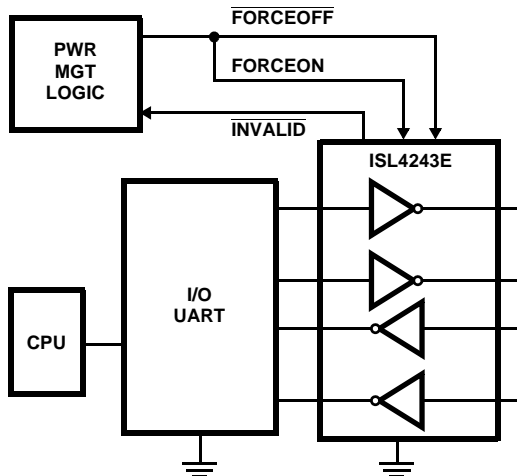 FORCEOFF
PWR
MGT
LOGIC
FORCEON
INVALID
ISL4243E
I/O
UART
CPU